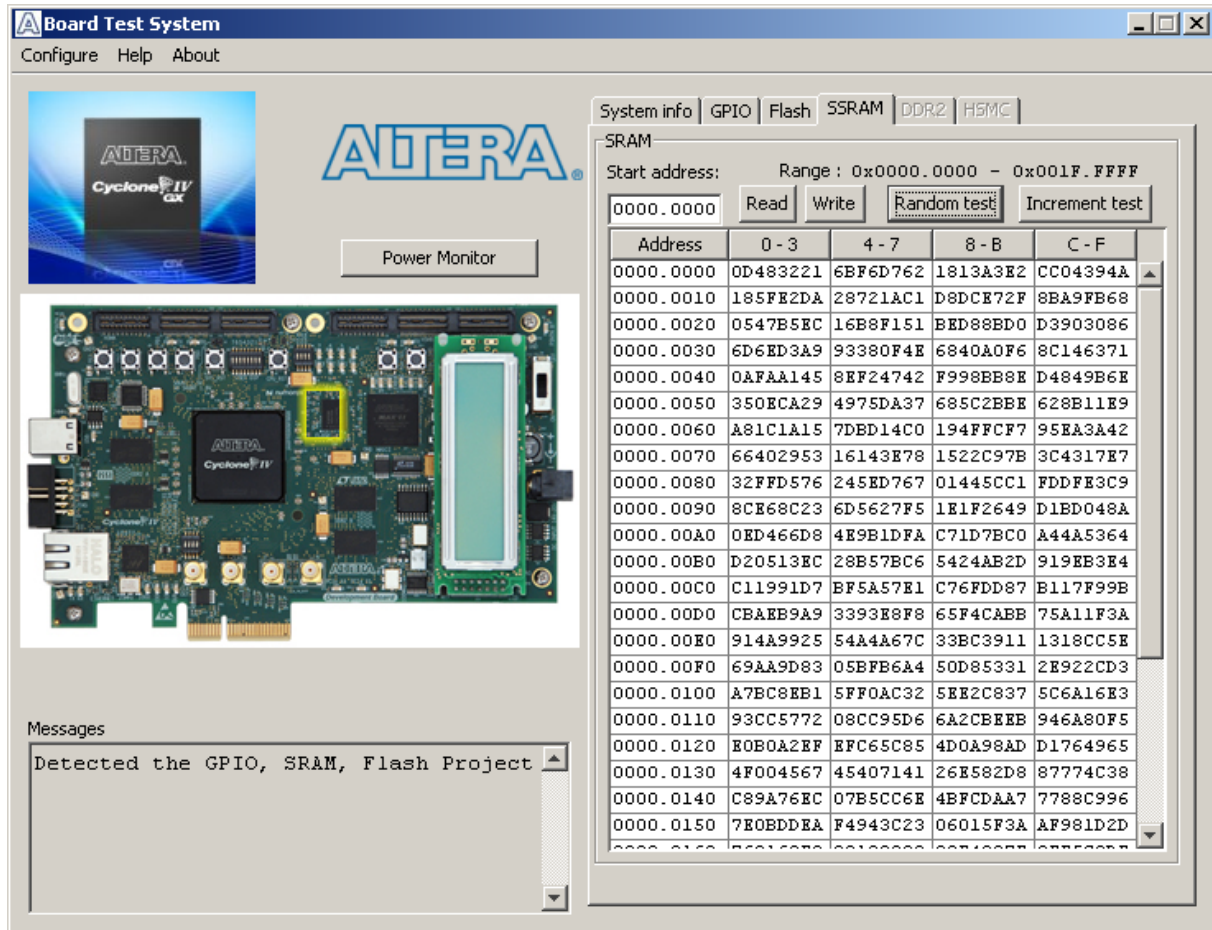 Board Test System
Configure Help About
ALTERA.
Cyclone IV
GX
ALTERA®
Power Monitor
ALTERA
Cyclone IV
Cyclone IV
ALTERA
Development Board
Messages
Detected the GPIO, SRAM, Flash Project
System info GPIO Flash SSRAM DDR2 HSMC
SRAM
Start address: Range : 0x0000.0000 - 0x001F.FFFF
0000.0000 Read Write Random test Increment test
Address 0 - 3 4 - 7 8 - B C - F
0000.0000 0D483221 6BF6D762 1813A3E2 CC04394A
0000.0010 185FE2DA 28721AC1 D8DCE72F 8BA9FB68
0000.0020 0547B5EC 16B8F151 BED88BD0 D3903086
0000.0030 6D6ED3A9 93380F4E 6840A0F6 8C146371
0000.0040 0AFAA145 8EF24742 F998BB8E D4849B6E
0000.0050 350ECA29 4975DA37 685C2BBE 628B11E9
0000.0060 A81C1A15 7DBD14C0 194FFCF7 95EA3A42
0000.0070 66402953 16143E78 1522C97B 3C4317E7
0000.0080 32FFD576 245ED767 01445CC1 FDDFE3C9
0000.0090 8CE68C23 6D5627F5 1E1F2649 D1BD048A
0000.00A0 0ED466D8 4E9B1DFA C71D7BC0 A44A5364
0000.00B0 D20513EC 28B57BC6 5424AB2D 919EB3E4
0000.00C0 C11991D7 BF5A57E1 C76FDD87 B117F99B
0000.00D0 CBAEB9A9 3393E8F8 65F4CABB 75A11F3A
0000.00E0 914A9925 54A4A67C 33BC3911 1318CC5E
0000.00F0 69AA9D83 05BFB6A4 50D85331 2E922CD3
0000.0100 A7BC8EB1 5FF0AC32 5EE2C837 5C6A16E3
0000.0110 93CC5772 08CC95D6 6A2CBEEB 946A80F5
0000.0120 E0B0A2EF EFC65C85 4D0A98AD D1764965
0000.0130 4F004567 45407141 26E582D8 87774C38
0000.0140 C89A76EC 07B5CC6E 4BFCDAA7 7788C996
0000.0150 7E0BDDEA F4943C23 06015F3A AF981D2D